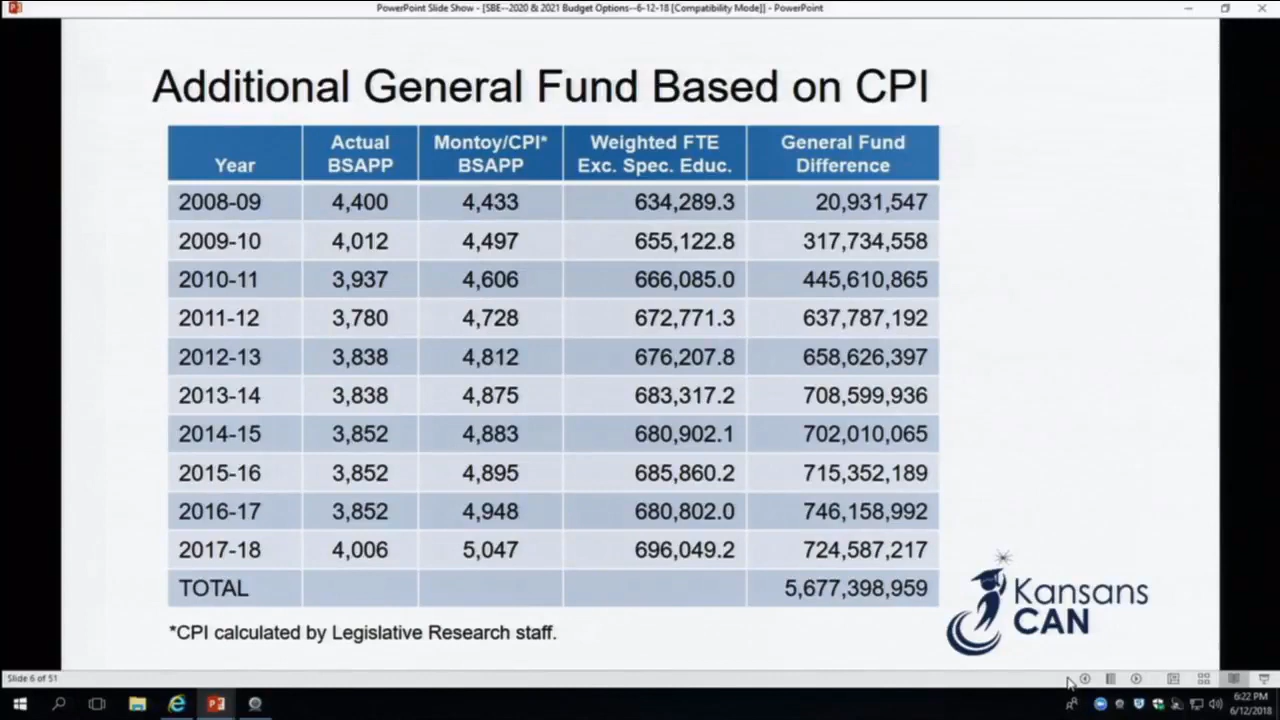 PowerPoint Slide Show - [SBE--2020 & 2021 Budget Options--6-12-18 [Compatibility Mode]] - PowerPoint
Additional General Fund Based on CPI
Year Actual BSAPP Montoy/CPI* BSAPP Weighted FTE Exc. Spec. Educ. General Fund Difference
2008-09 4,400 4,433 634,289.3 20,931,547
2009-10 4,012 4,497 655,122.8 317,734,558
2010-11 3,937 4,606 666,085.0 445,610,865
2011-12 3,780 4,728 672,771.3 637,787,192
2012-13 3,838 4,812 676,207.8 658,626,397
2013-14 3,838 4,875 683,317.2 708,599,936
2014-15 3,852 4,883 680,902.1 702,010,065
2015-16 3,852 4,895 685,860.2 715,352,189
2016-17 3,852 4,948 680,802.0 746,158,992
2017-18 4,006 5,047 696,049.2 724,587,217
TOTAL 5,677,398,959
*CPI calculated by Legislative Research staff.
Kansans
CAN
Slide 6 of 51
6:22 PM
6/12/2018